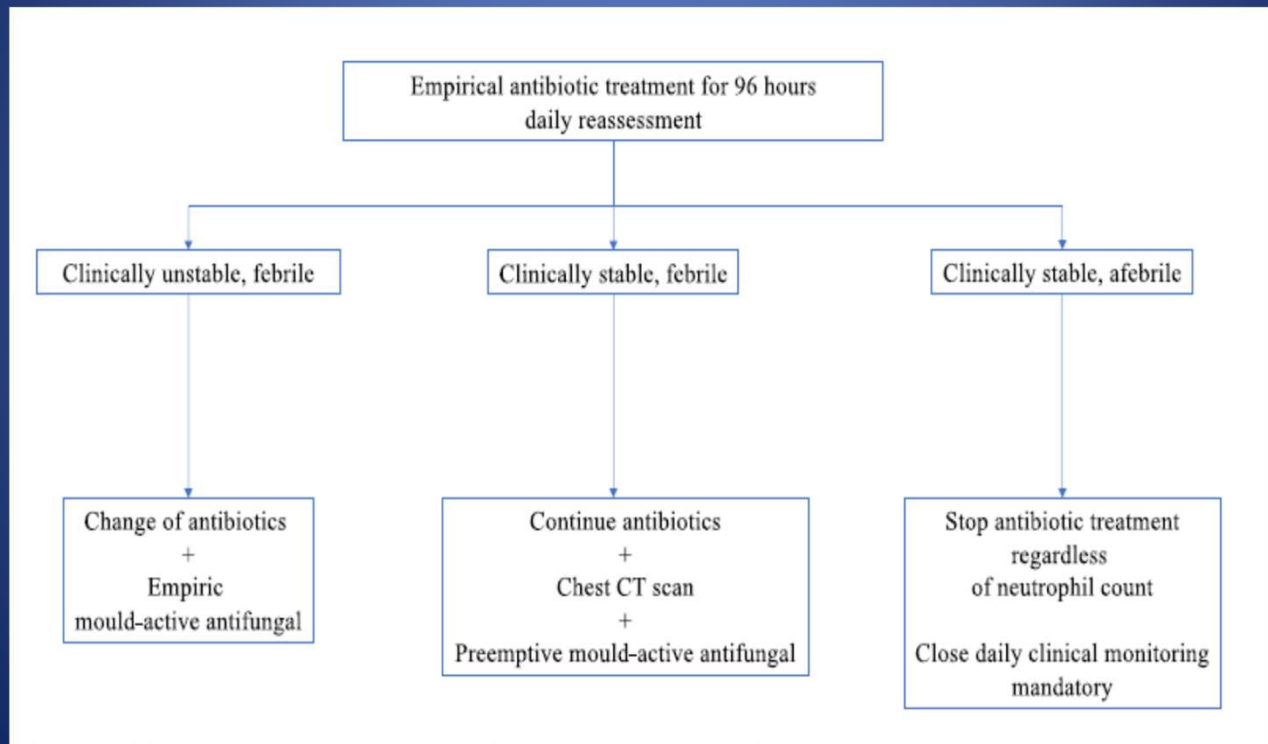 Empirical antibiotic treatment for 96 hours
daily reassessment
Clinically unstable, febrile
Clinically stable, febrile
Clinically stable, afebrile
Change of antibiotics
+
Empiric
mould-active antifungal
Continue antibiotics
+
Chest CT scan
+
Preemptive mould-active antifungal
Stop antibiotic treatment
regardless
of neutrophil count
Close daily clinical monitoring
mandatory